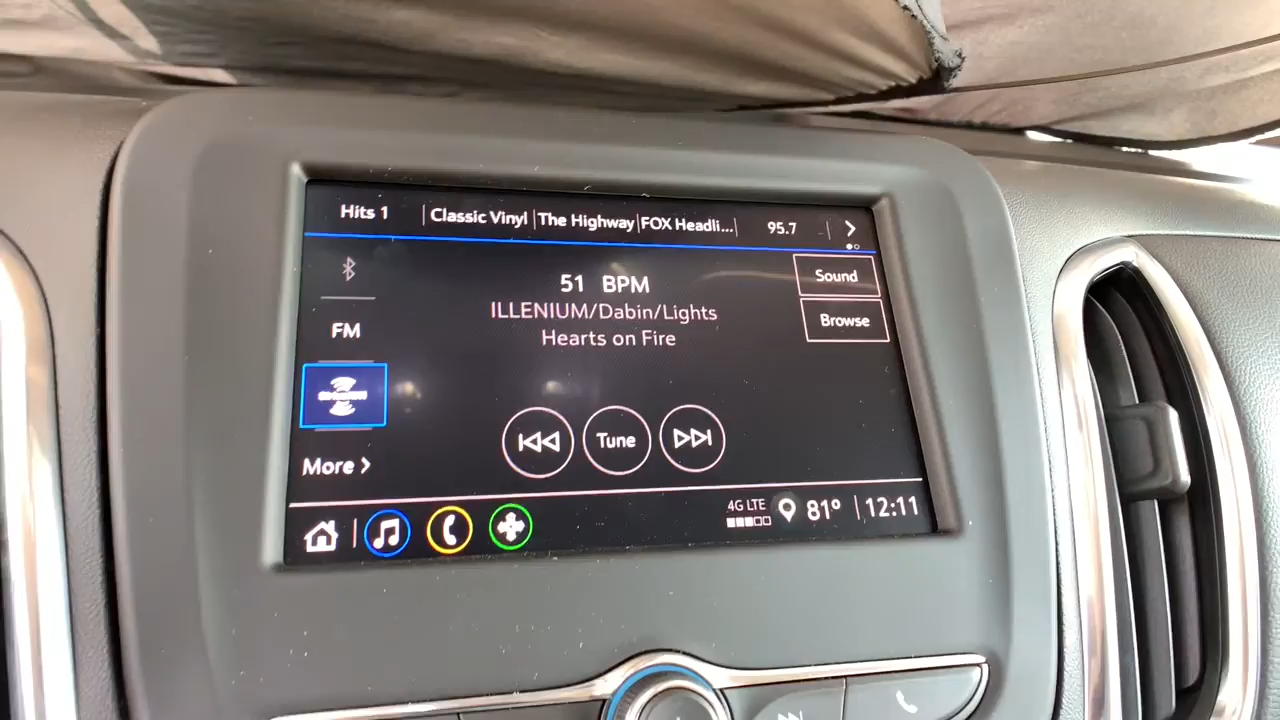 Hits 1 | Classic Vinyl | The Highway | FOX Headli... | 95.7
51 BPM
Sound
ILLENIUM/Dabin/Lights
Browse
FM
Hearts on Fire
Tune
More
4G LTE
81° | 12:11